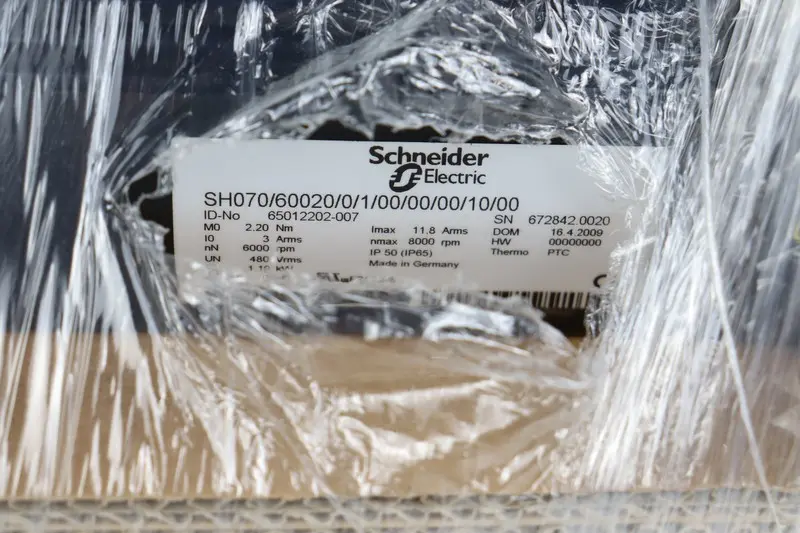 Schneider
Electric
SH070/60020/0/1/00/00/00/10/00
ID-No 65012202-007 SN 672842.0020
M0 2.20 Nm Imax 11.8 Arms DOM 16.4.2009
I0 3 Arms nmax 8000 rpm HW 00000000
nN 6000 rpm IP 50 (IP65) Thermo PTC
UN 480 Vrms Made in Germany